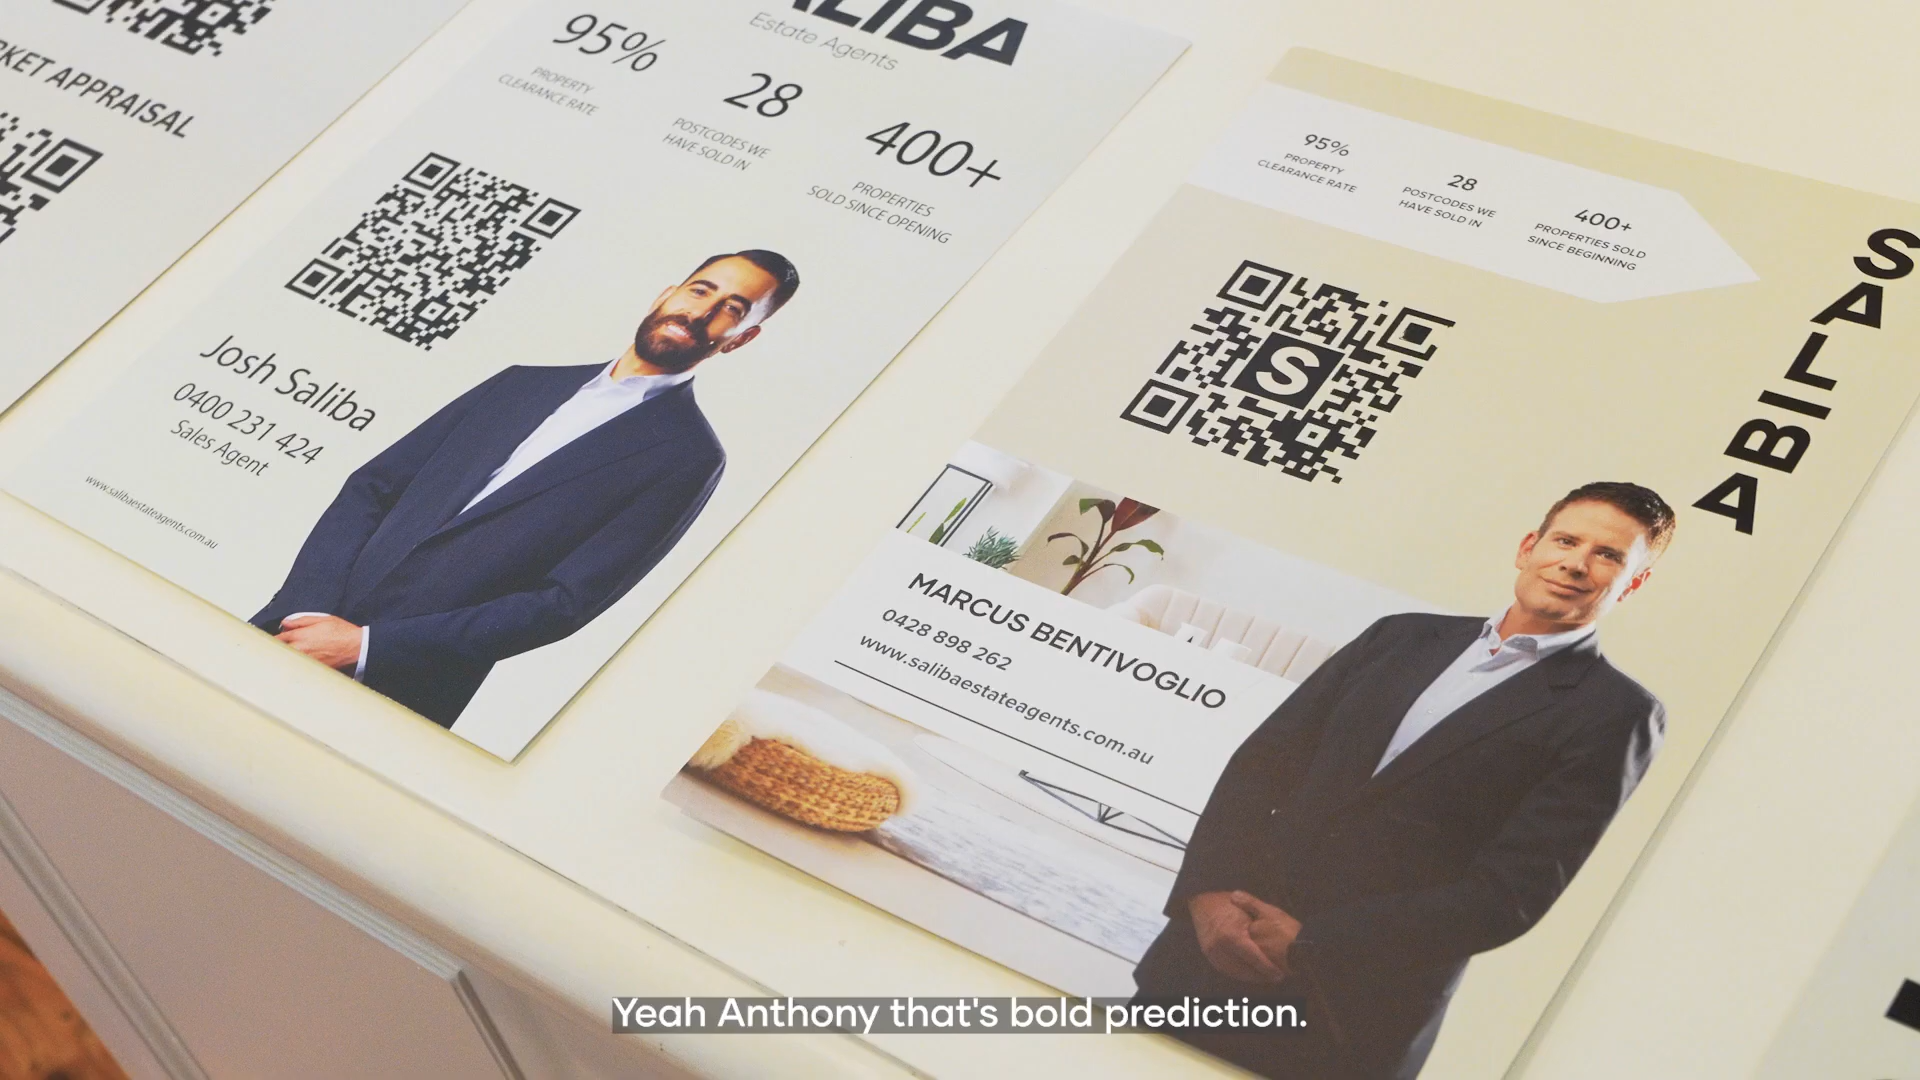 KET APPRAISAL
LIBA
Estate Agents
95%
PROPERTY
CLEARANCE RATE
28
POSTCODES WE
HAVE SOLD IN
400+
PROPERTIES
SOLD SINCE OPENING
Josh Saliba
0400 231 424
Sales Agent
www.salibaestateagents.com.au
95%
PROPERTY
CLEARANCE RATE
28
POSTCODES WE
HAVE SOLD IN
400+
PROPERTIES SOLD
SINCE BEGINNING
SALIBA
S
MARCUS BENTIVOGLIO
0428 898 262
www.salibaestateagents.com.au
Yeah Anthony that's bold prediction.